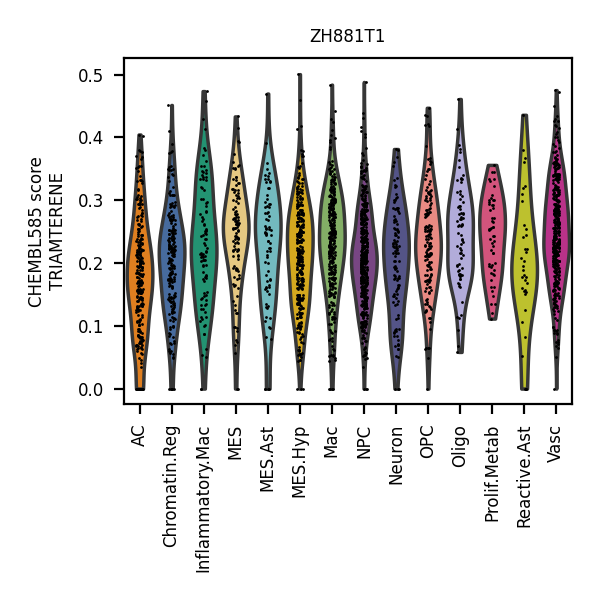 ZH881T1
CHEMBL585 score
TRIAMTERENE
0.5
0.4
0.3
0.2
0.1
0.0
AC
Chromatin.Reg
Inflammatory.Mac
MES
MES.Ast
MES.Hyp
Mac
NPC
Neuron
OPC
Oligo
Prolif.Metab
Reactive.Ast
Vasc